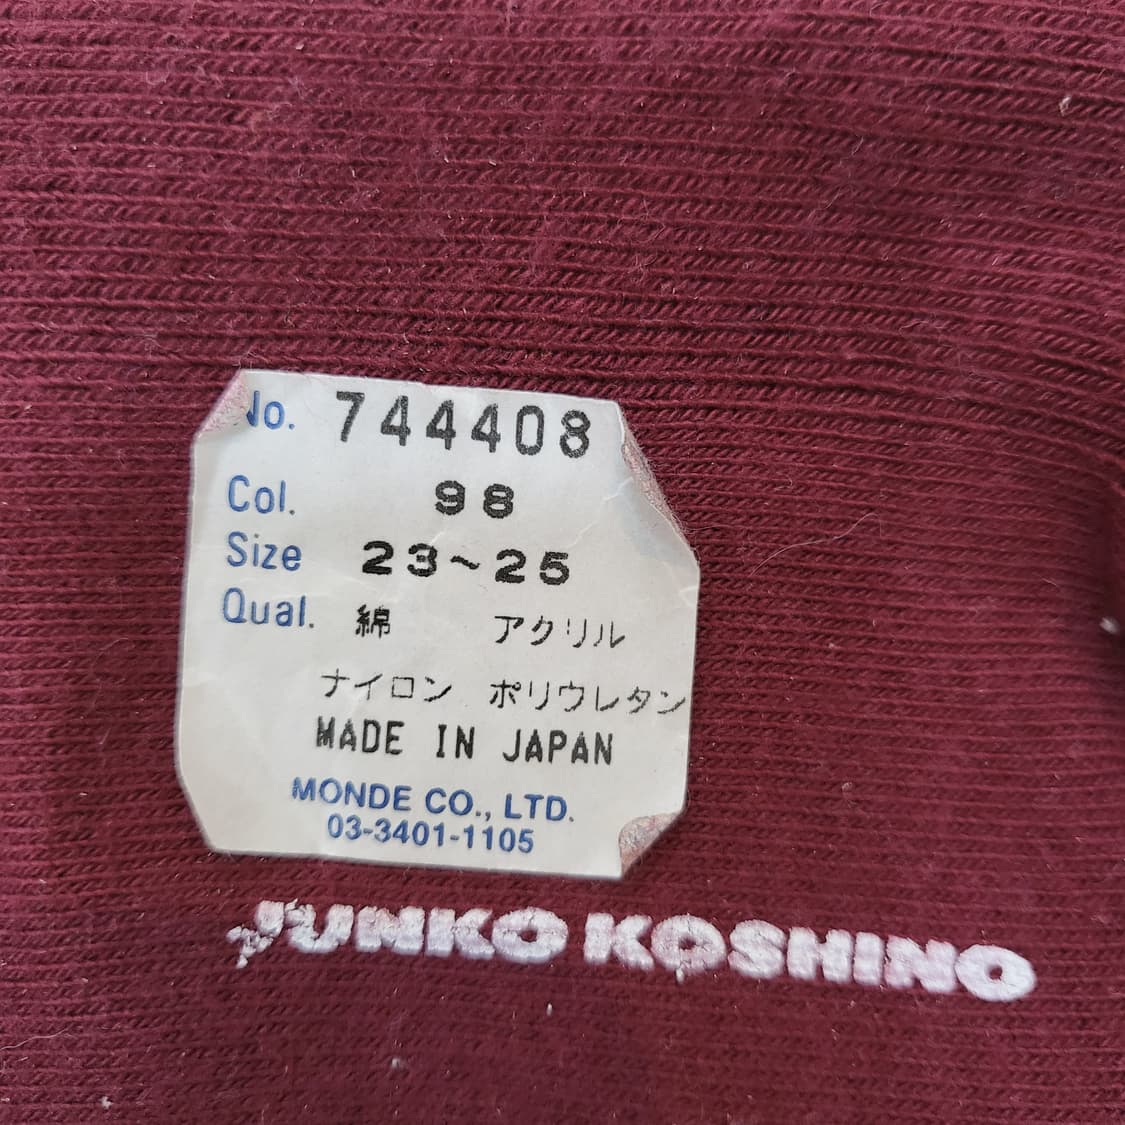 No. 744408
Col. 98
Size 23~25
Qual. 綿 アクリル
ナイロン ポリウレタン
MADE IN JAPAN
MONDE CO., LTD.
03-3401-1105
JUNKO KOSHINO